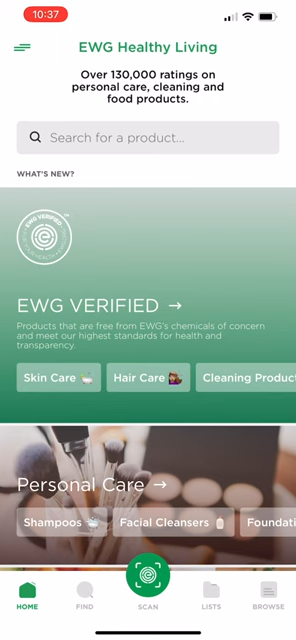 10:37
EWG Healthy Living
Over 130,000 ratings on
personal care, cleaning and
food products.
Search for a product...
WHAT'S NEW?
EWG VERIFIED
EWG VERIFIED →
Products that are free from EWG's chemicals of concern
and meet our highest standards for health and
transparency.
Skin Care Hair Care Cleaning Product
Personal Care →
Shampoos Facial Cleansers Foundati
HOME FIND SCAN LISTS BROWSE